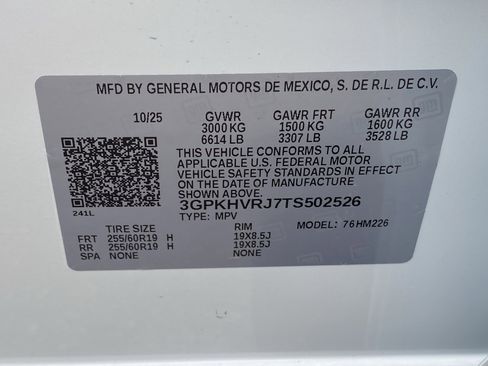 MFD BY GENERAL MOTORS DE MEXICO, S. DE R.L. DE C.V.
10/25 GVWR GAWR FRT GAWR RR
3000 KG 1500 KG 1600 KG
6614 LB 3307 LB 3528 LB
THIS VEHICLE CONFORMS TO ALL
APPLICABLE U.S. FEDERAL MOTOR
VEHICLE SAFETY STANDARDS IN EFFECT
ON THE DATE OF MANUFACTURE
SHOWN ABOVE.
3GPKHVRJ7TS502526
241L TYPE: MPV MODEL: 76HM226
TIRE SIZE RIM
FRT 255/60R19 H 19X8.5J
RR 255/60R19 H 19X8.5J
SPA NONE NONE